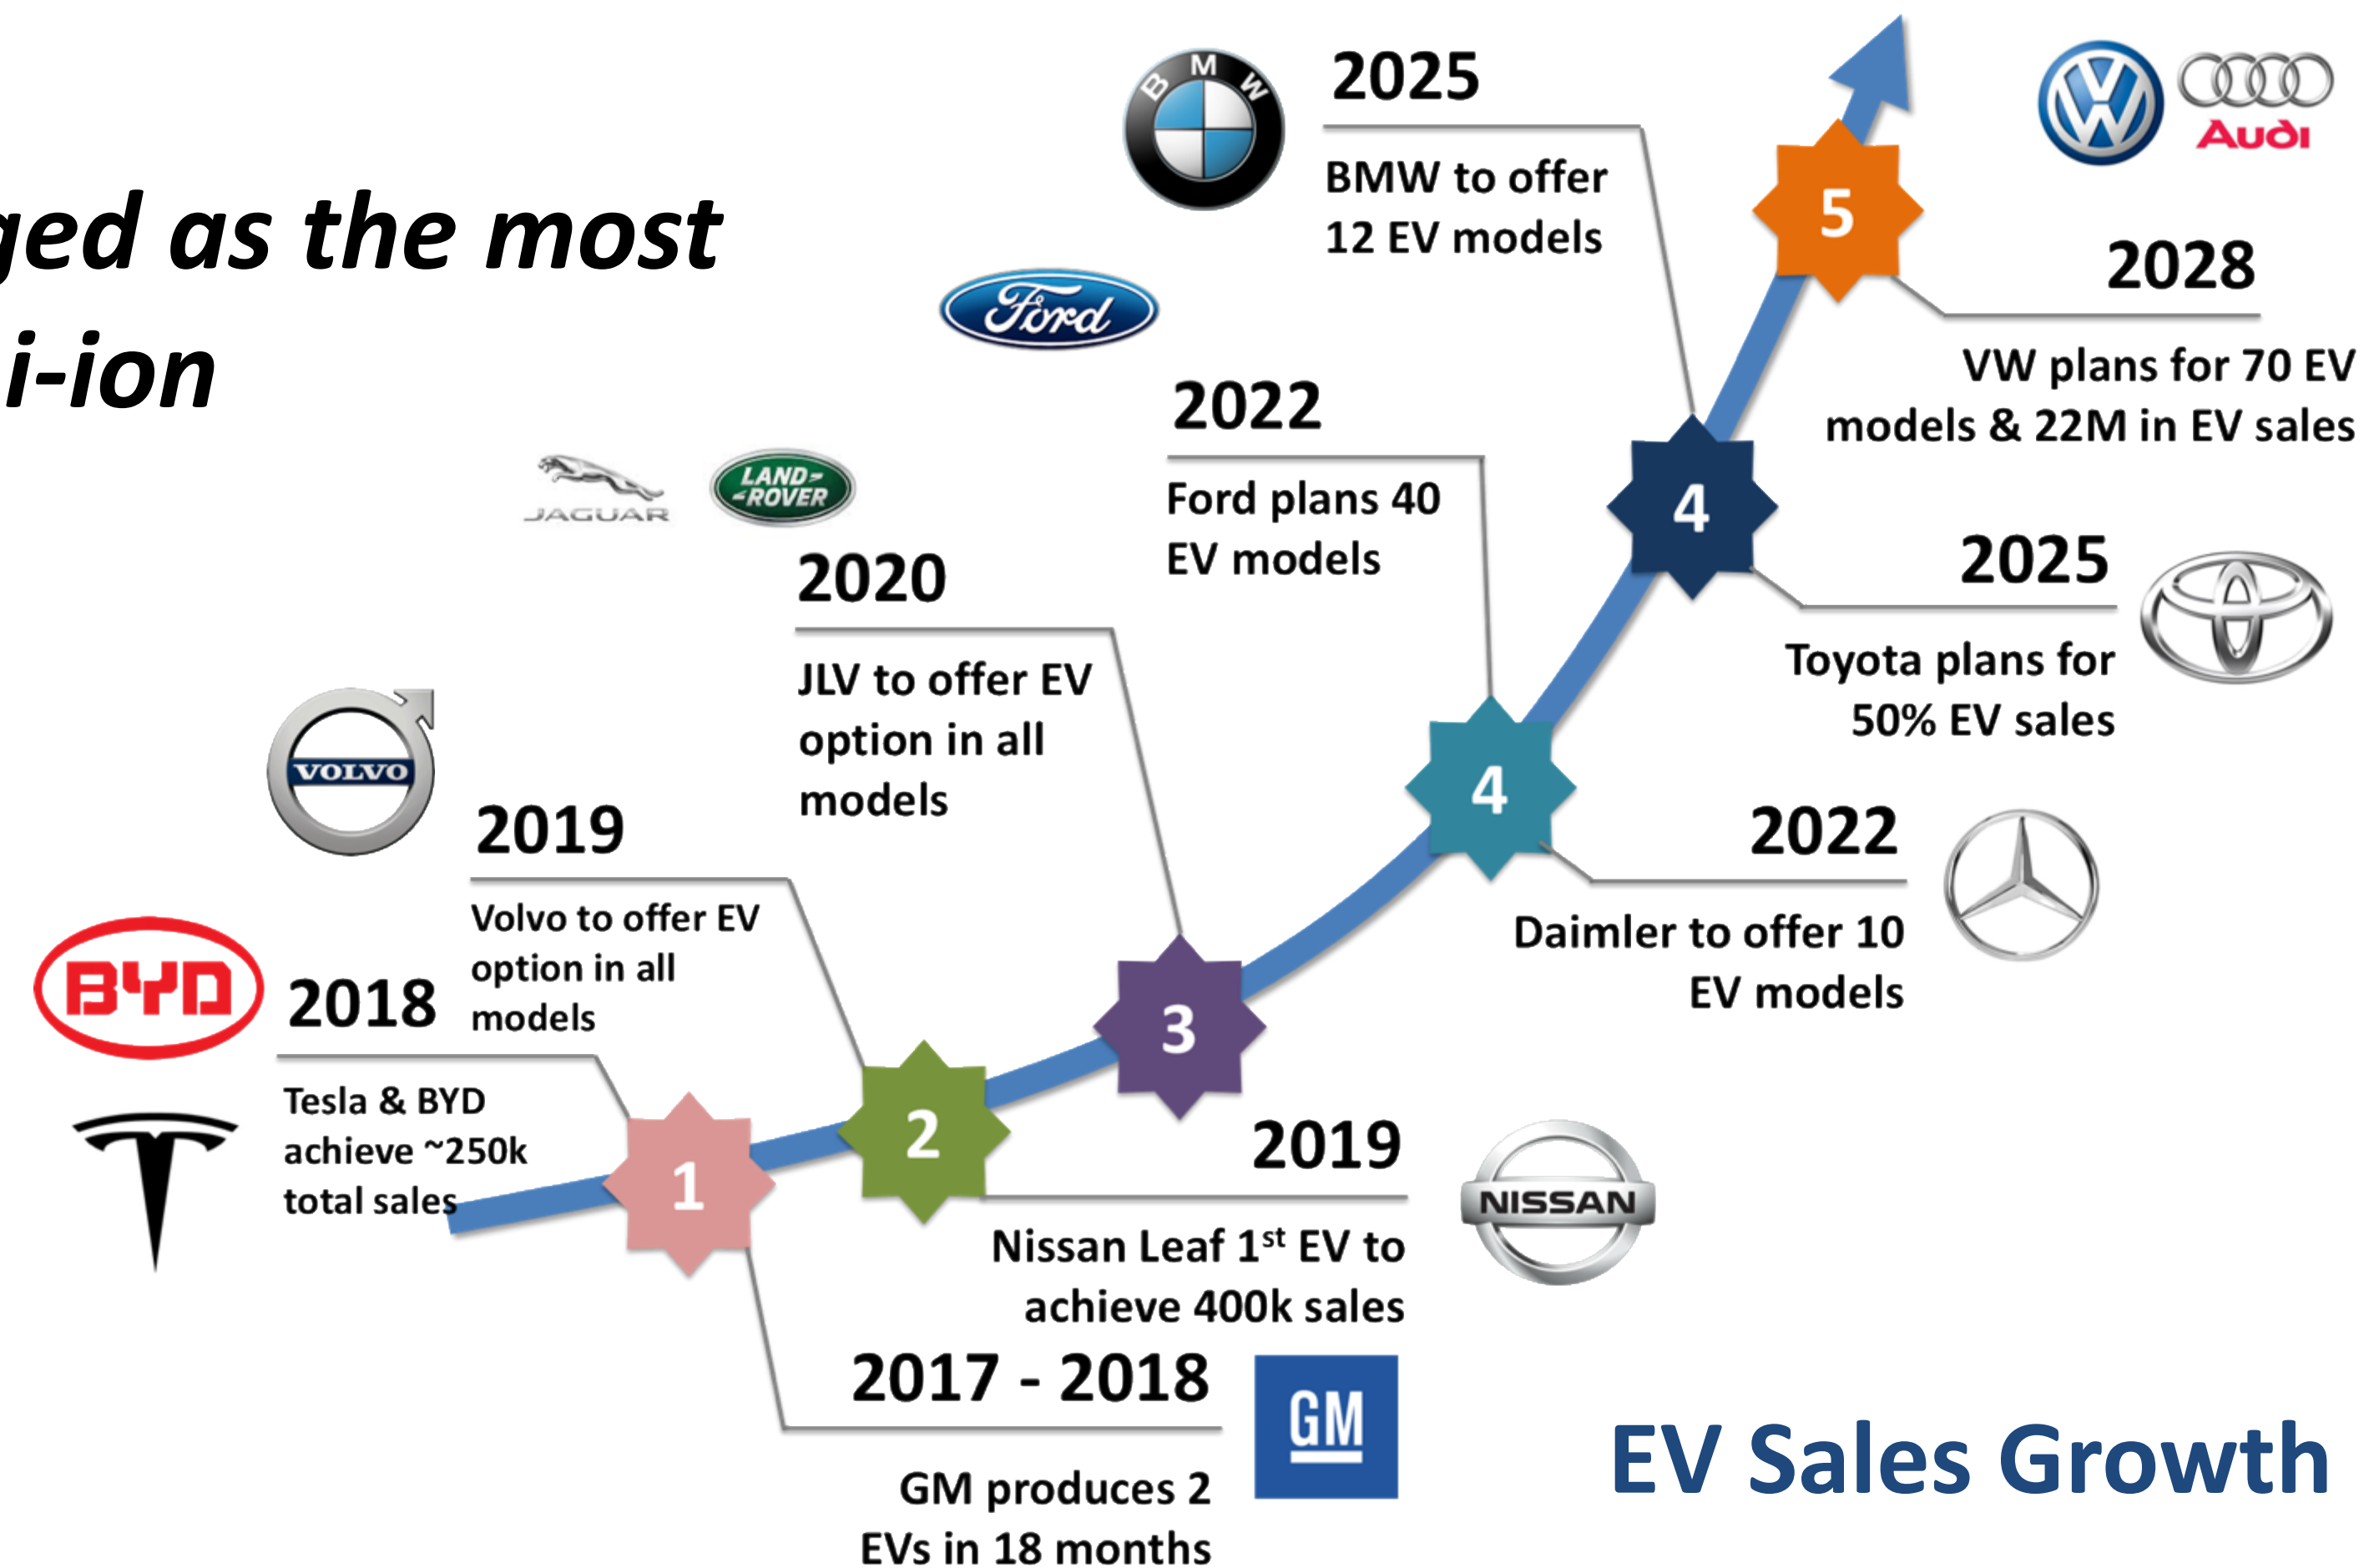 ged as the most
i-ion
BMW
2025
BMW to offer
12 EV models
Audi
5
2028
VW plans for 70 EV
models & 22M in EV sales
Ford
2022
Ford plans 40
EV models
4
2025
Toyota plans for
50% EV sales
JAGUAR
LAND-
-ROVER
2020
JLV to offer EV
option in all
models
4
2022
Daimler to offer 10
EV models
VOLVO
2019
Volvo to offer EV
option in all
models
3
BYD
2018
Tesla & BYD
achieve ~250k
total sales
1
2
2019
Nissan Leaf 1st EV to
achieve 400k sales
NISSAN
2017 - 2018
GM produces 2
EVs in 18 months
GM
EV Sales Growth